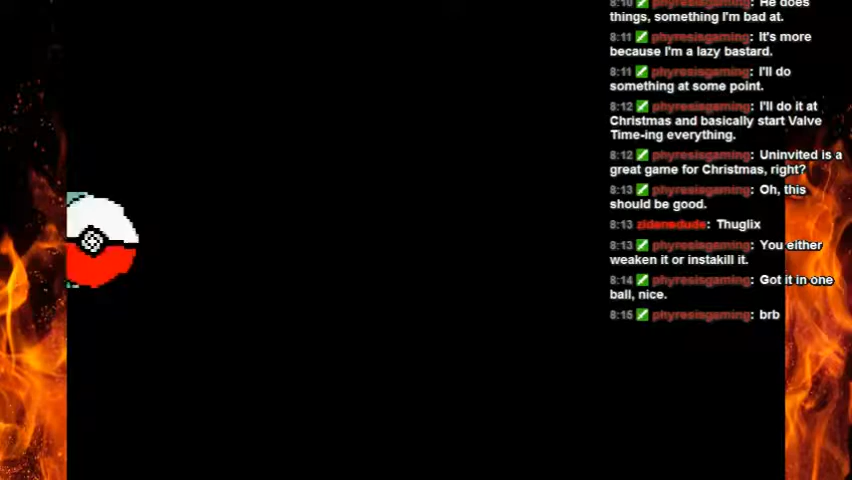 8:10 phyresisgaming: He does
things, something I'm bad at.
8:11 phyresisgaming: It's more
because I'm a lazy bastard.
8:11 phyresisgaming: I'll do
something at some point.
8:12 phyresisgaming: I'll do it at
Christmas and basically start Valve
Time-ing everything.
8:12 phyresisgaming: Uninvited is a
great game for Christmas, right?
8:13 phyresisgaming: Oh, this
should be good.
8:13 zidanedude: Thuglix
8:13 phyresisgaming: You either
weaken it or instakill it.
8:14 phyresisgaming: Got it in one
ball, nice.
8:15 phyresisgaming: brb